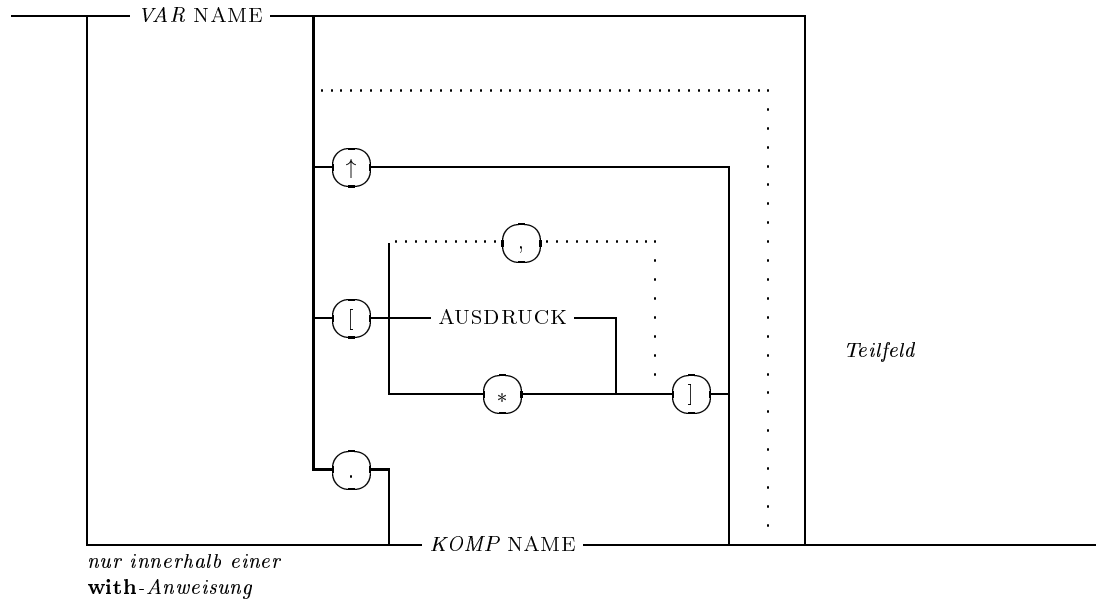 VAR NAME
↑
,
[ AUSDRUCK
Teilfeld
* ]
.
KOMP NAME
nur innerhalb einer
with-Anweisung